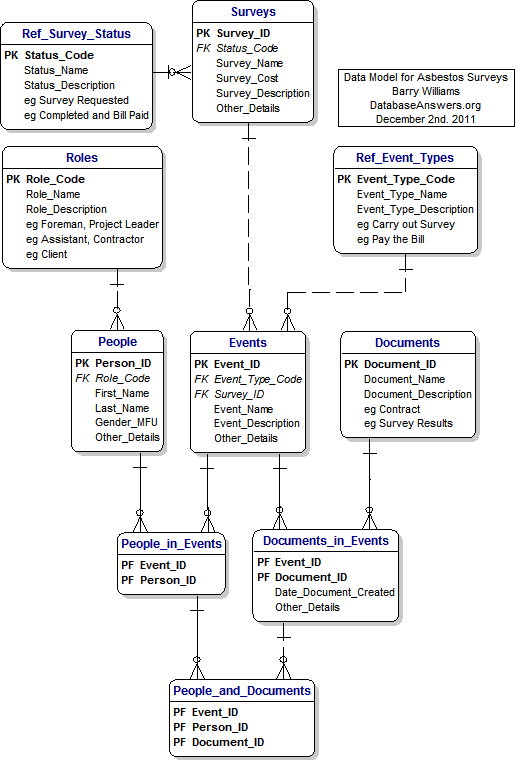 Surveys
PK Survey_ID
FK Status_Code
Survey_Name
Survey_Cost
Survey_Description
Other_Details
Ref_Survey_Status
PK Status_Code
Status_Name
Status_Description
eg Survey Requested
eg Completed and Bill Paid
Data Model for Asbestos Surveys
Barry Williams
DatabaseAnswers.org
December 2nd. 2011
Roles
PK Role_Code
Role_Name
Role_Description
eg Foreman, Project Leader
eg Assistant, Contractor
eg Client
Ref_Event_Types
PK Event_Type_Code
Event_Type_Name
Event_Type_Description
eg Carry out Survey
eg Pay the Bill
People
PK Person_ID
FK Role_Code
First_Name
Last_Name
Gender_MFU
Other_Details
Events
PK Event_ID
FK Event_Type_Code
FK Survey_ID
Event_Name
Event_Description
Other_Details
Documents
PK Document_ID
Document_Name
Document_Description
eg Contract
eg Survey Results
People_in_Events
PF Event_ID
PF Person_ID
Documents_in_Events
PF Event_ID
PF Document_ID
Date_Document_Created
Other_Details
People_and_Documents
PF Event_ID
PF Person_ID
PF Document_ID